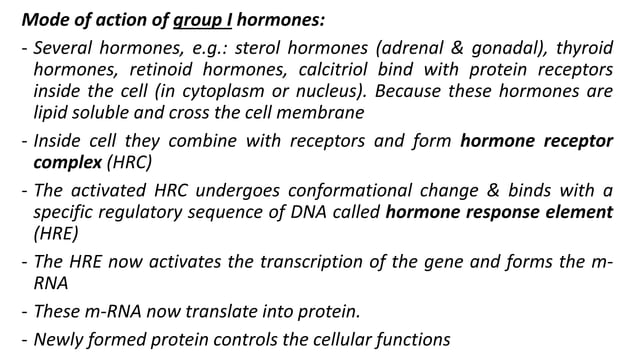 Mode of action of group I hormones:
- Several hormones, e.g.: sterol hormones (adrenal & gonadal), thyroid
hormones, retinoid hormones, calcitriol bind with protein receptors
inside the cell (in cytoplasm or nucleus). Because these hormones are
lipid soluble and cross the cell membrane
- Inside cell they combine with receptors and form hormone receptor
complex (HRC)
- The activated HRC undergoes conformational change & binds with a
specific regulatory sequence of DNA called hormone response element
(HRE)
- The HRE now activates the transcription of the gene and forms the m-
RNA
- These m-RNA now translate into protein.
- Newly formed protein controls the cellular functions